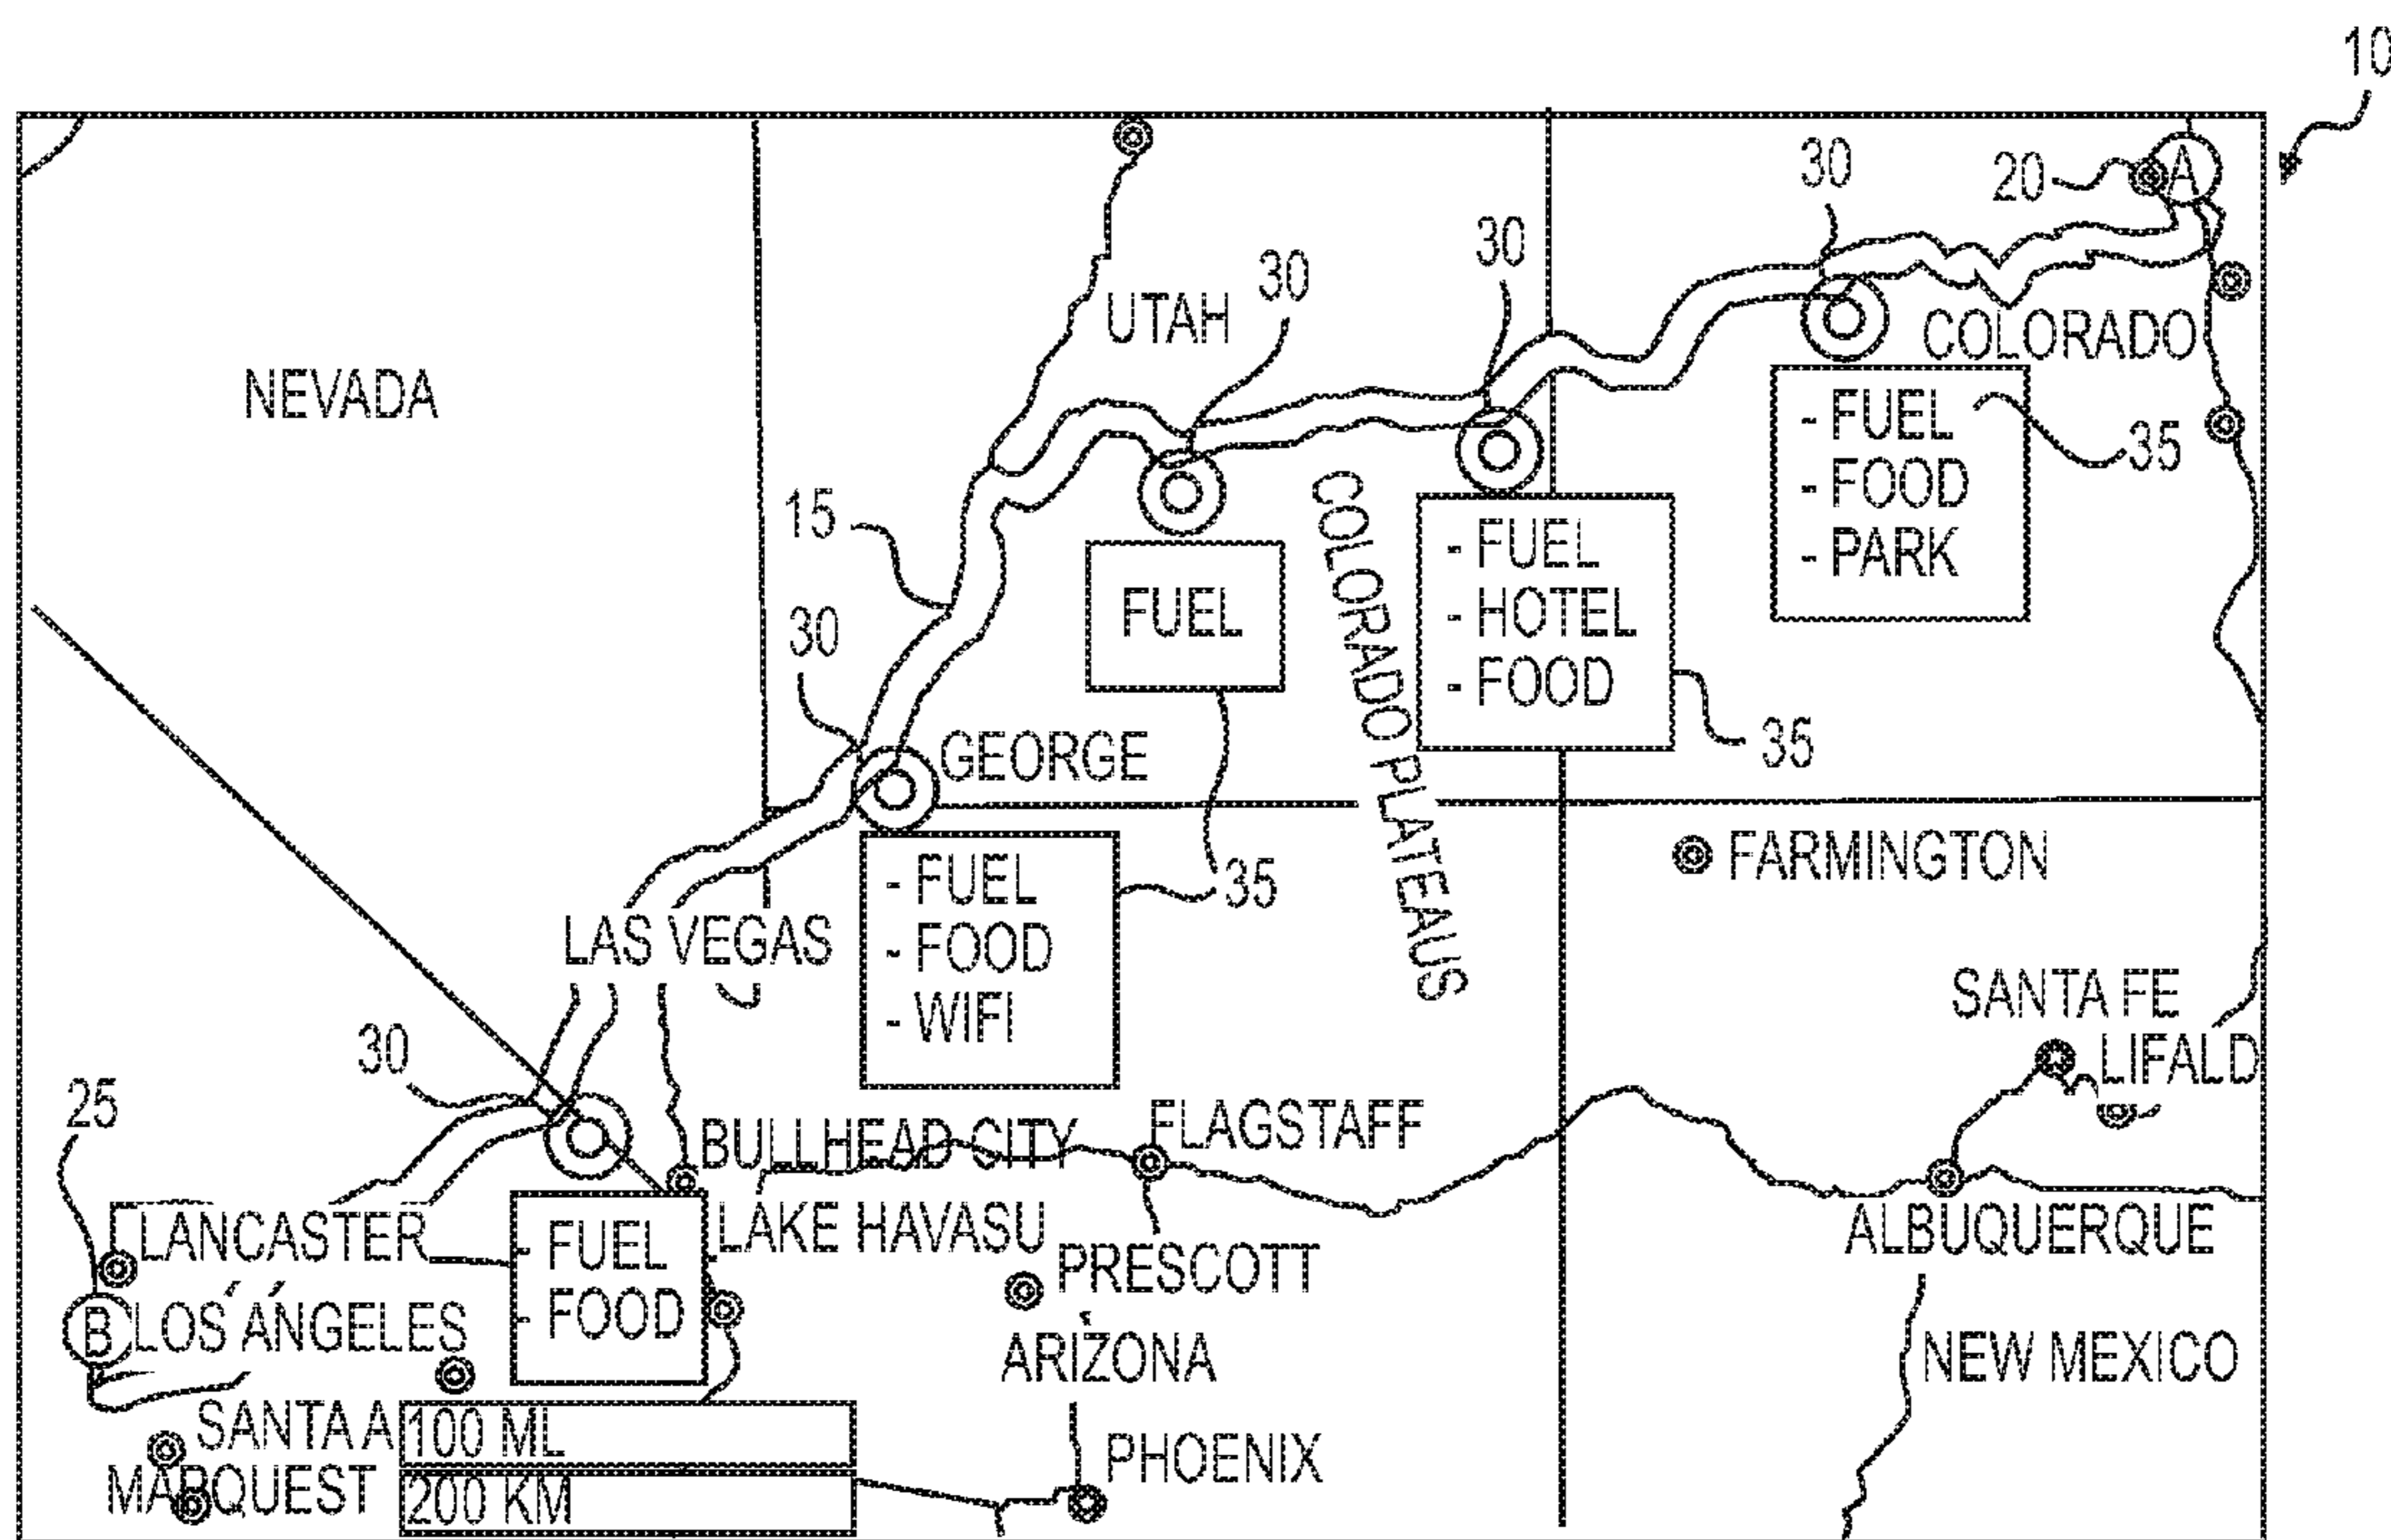 10
30
20
A
30
30
UTAH
COLORADO
NEVADA
- FUEL
- FOOD
- PARK
35
15
- FUEL
- HOTEL
- FOOD
35
FUEL
COLORADO PLATEAUS
30
GEORGE
35
- FUEL
- FOOD
- WIFI
FARMINGTON
LAS VEGAS
SANTA FE
LIFALD
30
25
BULLHEAD CITY
FLAGSTAFF
LANCASTER
- FUEL
- FOOD
LAKE HAVASU
PRESCOTT
ALBUQUERQUE
B
LOS ANGELES
ARIZONA
NEW MEXICO
SANTA A
100 ML
PHOENIX
MARQUEST
200 KM